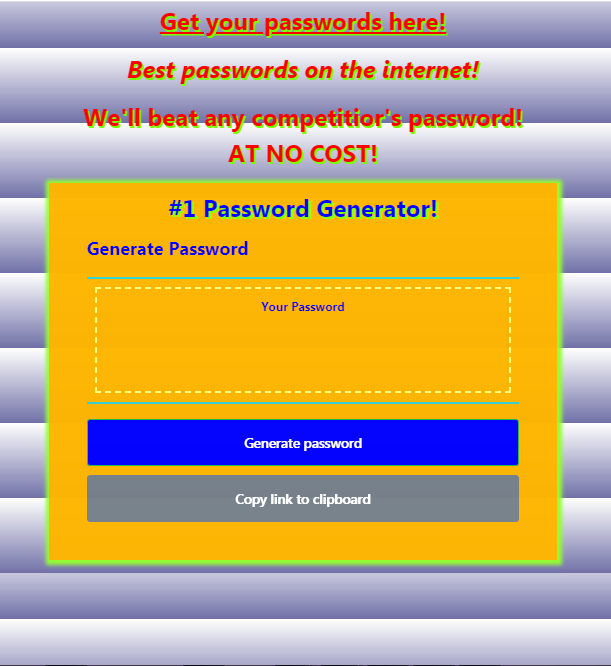 Get your passwords here!
Best passwords on the internet!
We'll beat any competitior's password!
AT NO COST!
#1 Password Generator!
Generate Password
Your Password
Generate password
Copy link to clipboard